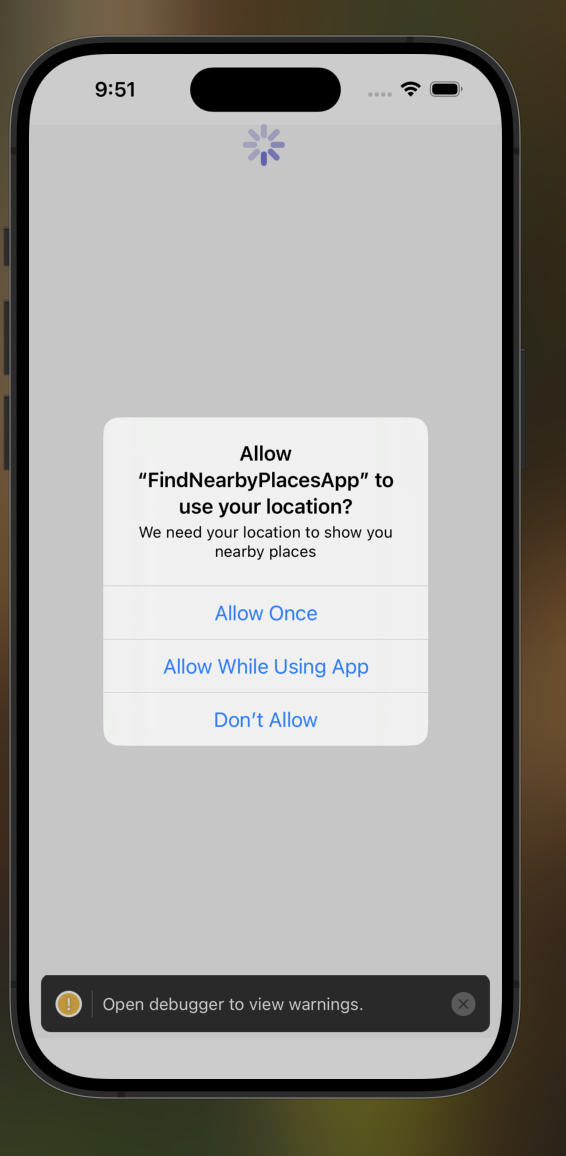 9:51
Allow
“FindNearbyPlacesApp” to
use your location?
We need your location to show you
nearby places
Allow Once
Allow While Using App
Don’t Allow
Open debugger to view warnings.